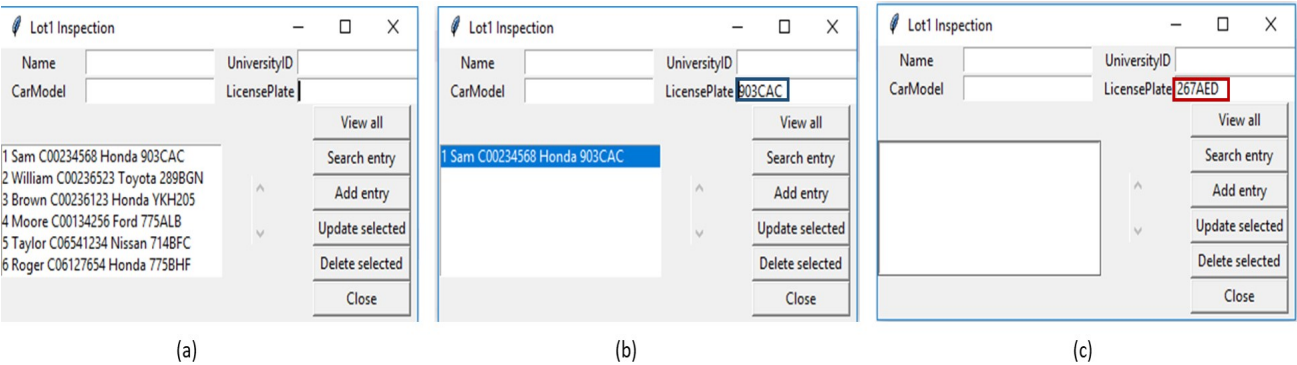 Lot1 Inspection
Name UniversityID
CarModel LicensePlate
View all
Search entry
Add entry
Update selected
Delete selected
Close
1 Sam C00234568 Honda 903CAC
2 William C00236523 Toyota 289BGN
3 Brown C00236123 Honda YKH205
4 Moore C00134256 Ford 775ALB
5 Taylor C06541234 Nissan 714BFC
6 Roger C06127654 Honda 775BHF
(a)
Lot1 Inspection
Name UniversityID
CarModel LicensePlate 903CAC
View all
Search entry
Add entry
Update selected
Delete selected
Close
1 Sam C00234568 Honda 903CAC
(b)
Lot1 Inspection
Name UniversityID
CarModel LicensePlate 267AED
View all
Search entry
Add entry
Update selected
Delete selected
Close
(c)